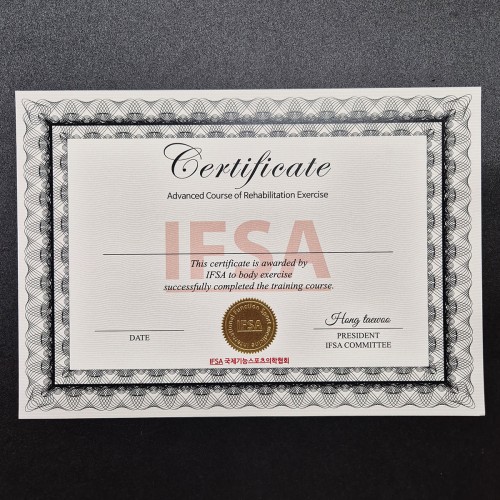 Certificate
Advanced Course of Rehabilitation Exercise
IFSA
This certificate is awarded by
IFSA to body exercise
successfully completed the training course.
IFSA
Hong taewoo
DATE
PRESIDENT
IFSA COMMITTEE
IFSA 국제기능스포츠의학협회